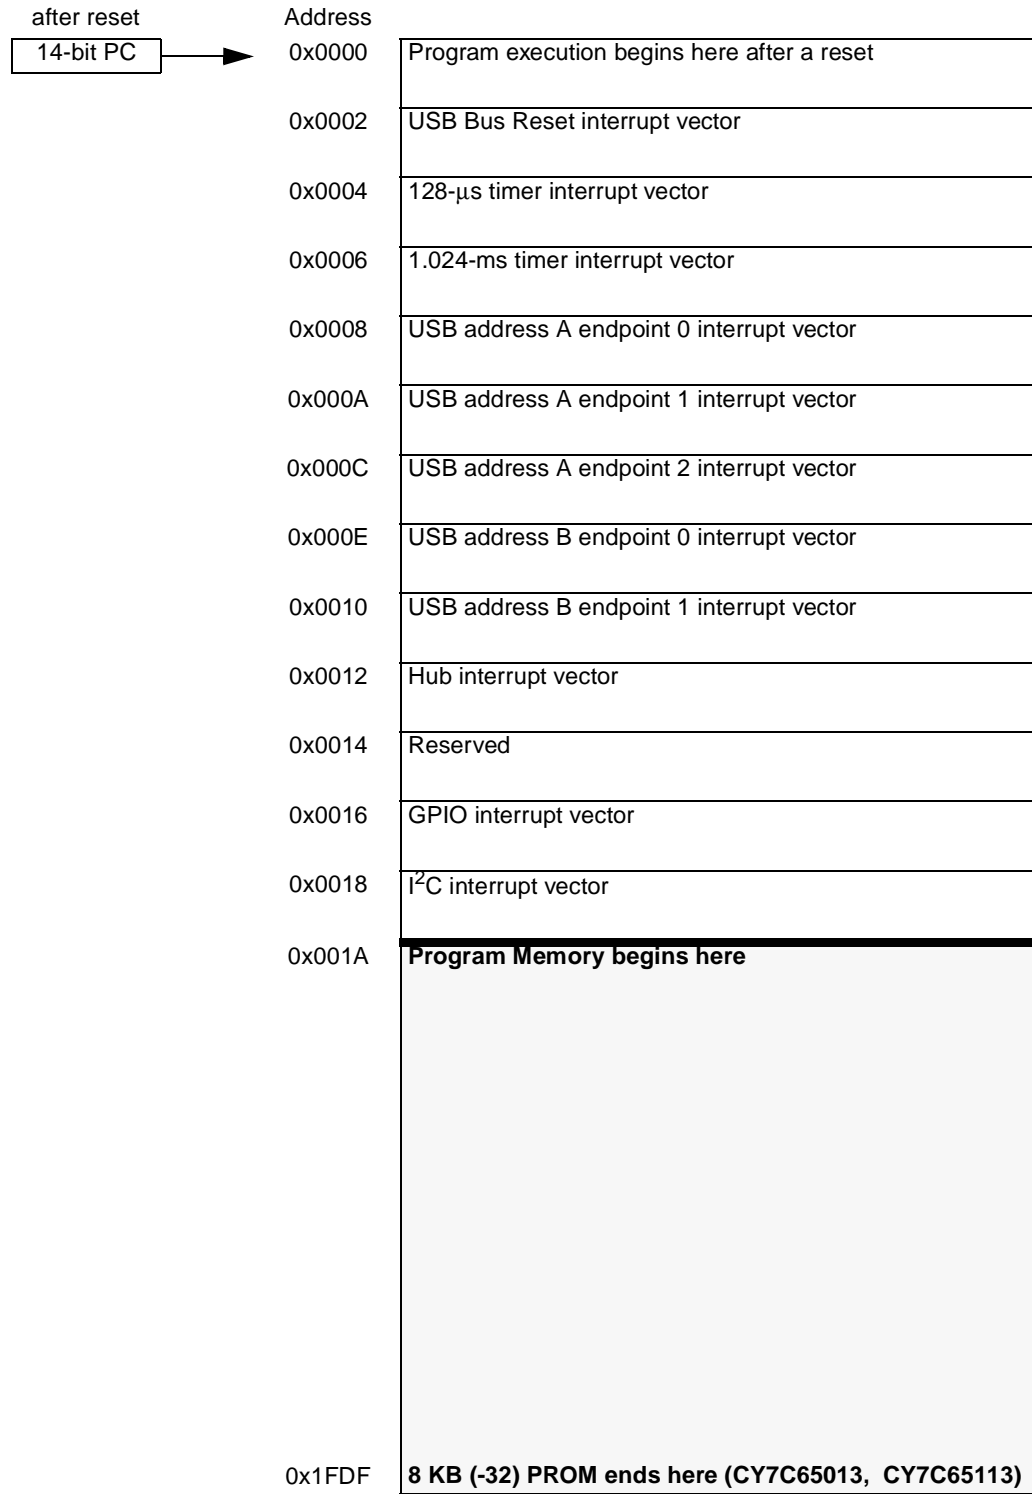 after reset Address
14-bit PC 0x0000 Program execution begins here after a reset
0x0002 USB Bus Reset interrupt vector
0x0004 128-μs timer interrupt vector
0x0006 1.024-ms timer interrupt vector
0x0008 USB address A endpoint 0 interrupt vector
0x000A USB address A endpoint 1 interrupt vector
0x000C USB address A endpoint 2 interrupt vector
0x000E USB address B endpoint 0 interrupt vector
0x0010 USB address B endpoint 1 interrupt vector
0x0012 Hub interrupt vector
0x0014 Reserved
0x0016 GPIO interrupt vector
0x0018 I²C interrupt vector
0x001A Program Memory begins here
0x1FDF 8 KB (-32) PROM ends here (CY7C65013, CY7C65113)